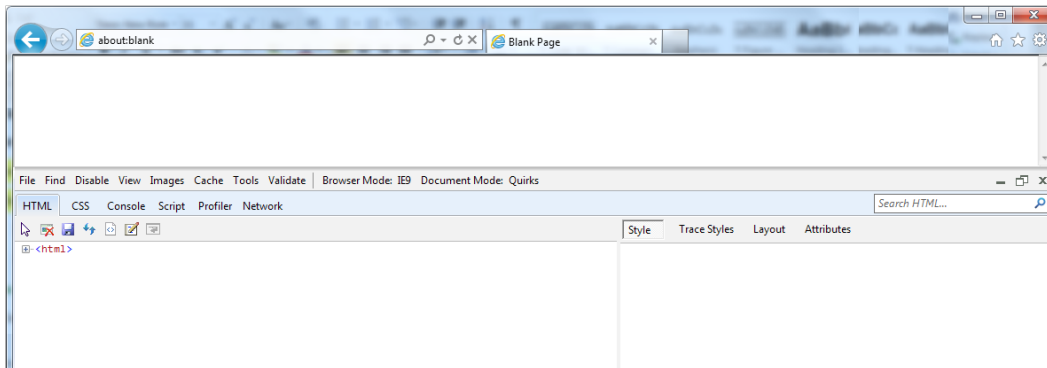 about:blank
Blank Page
File Find Disable View Images Cache Tools Validate Browser Mode: IE9 Document Mode: Quirks
HTML CSS Console Script Profiler Network
Search HTML...
Style Trace Styles Layout Attributes
<html>